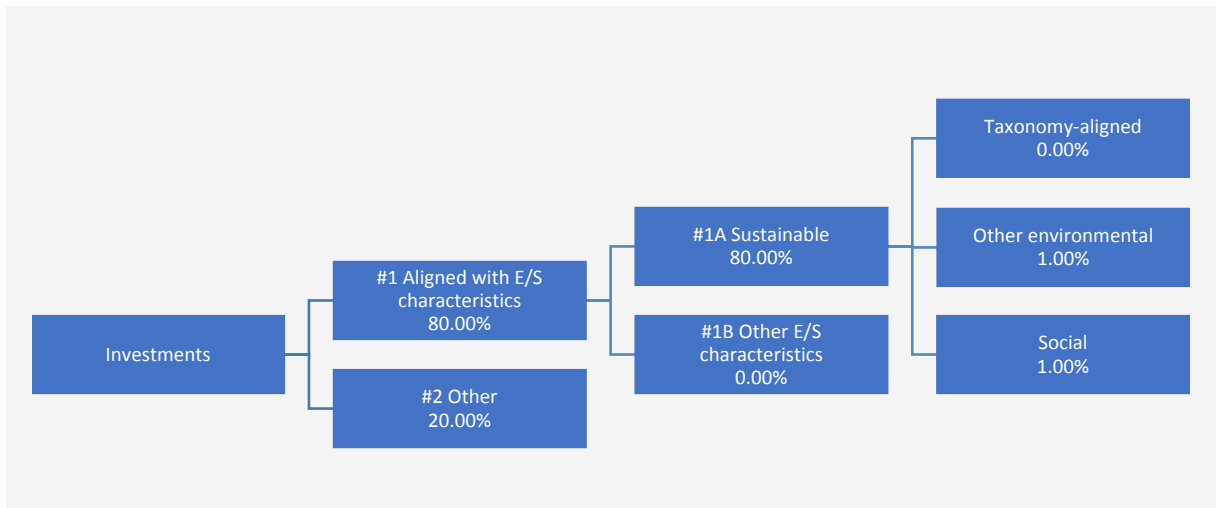 Investments
#1 Aligned with E/S
characteristics
80.00%
#2 Other
20.00%
#1A Sustainable
80.00%
#1B Other E/S
characteristics
0.00%
Taxonomy-aligned
0.00%
Other environmental
1.00%
Social
1.00%